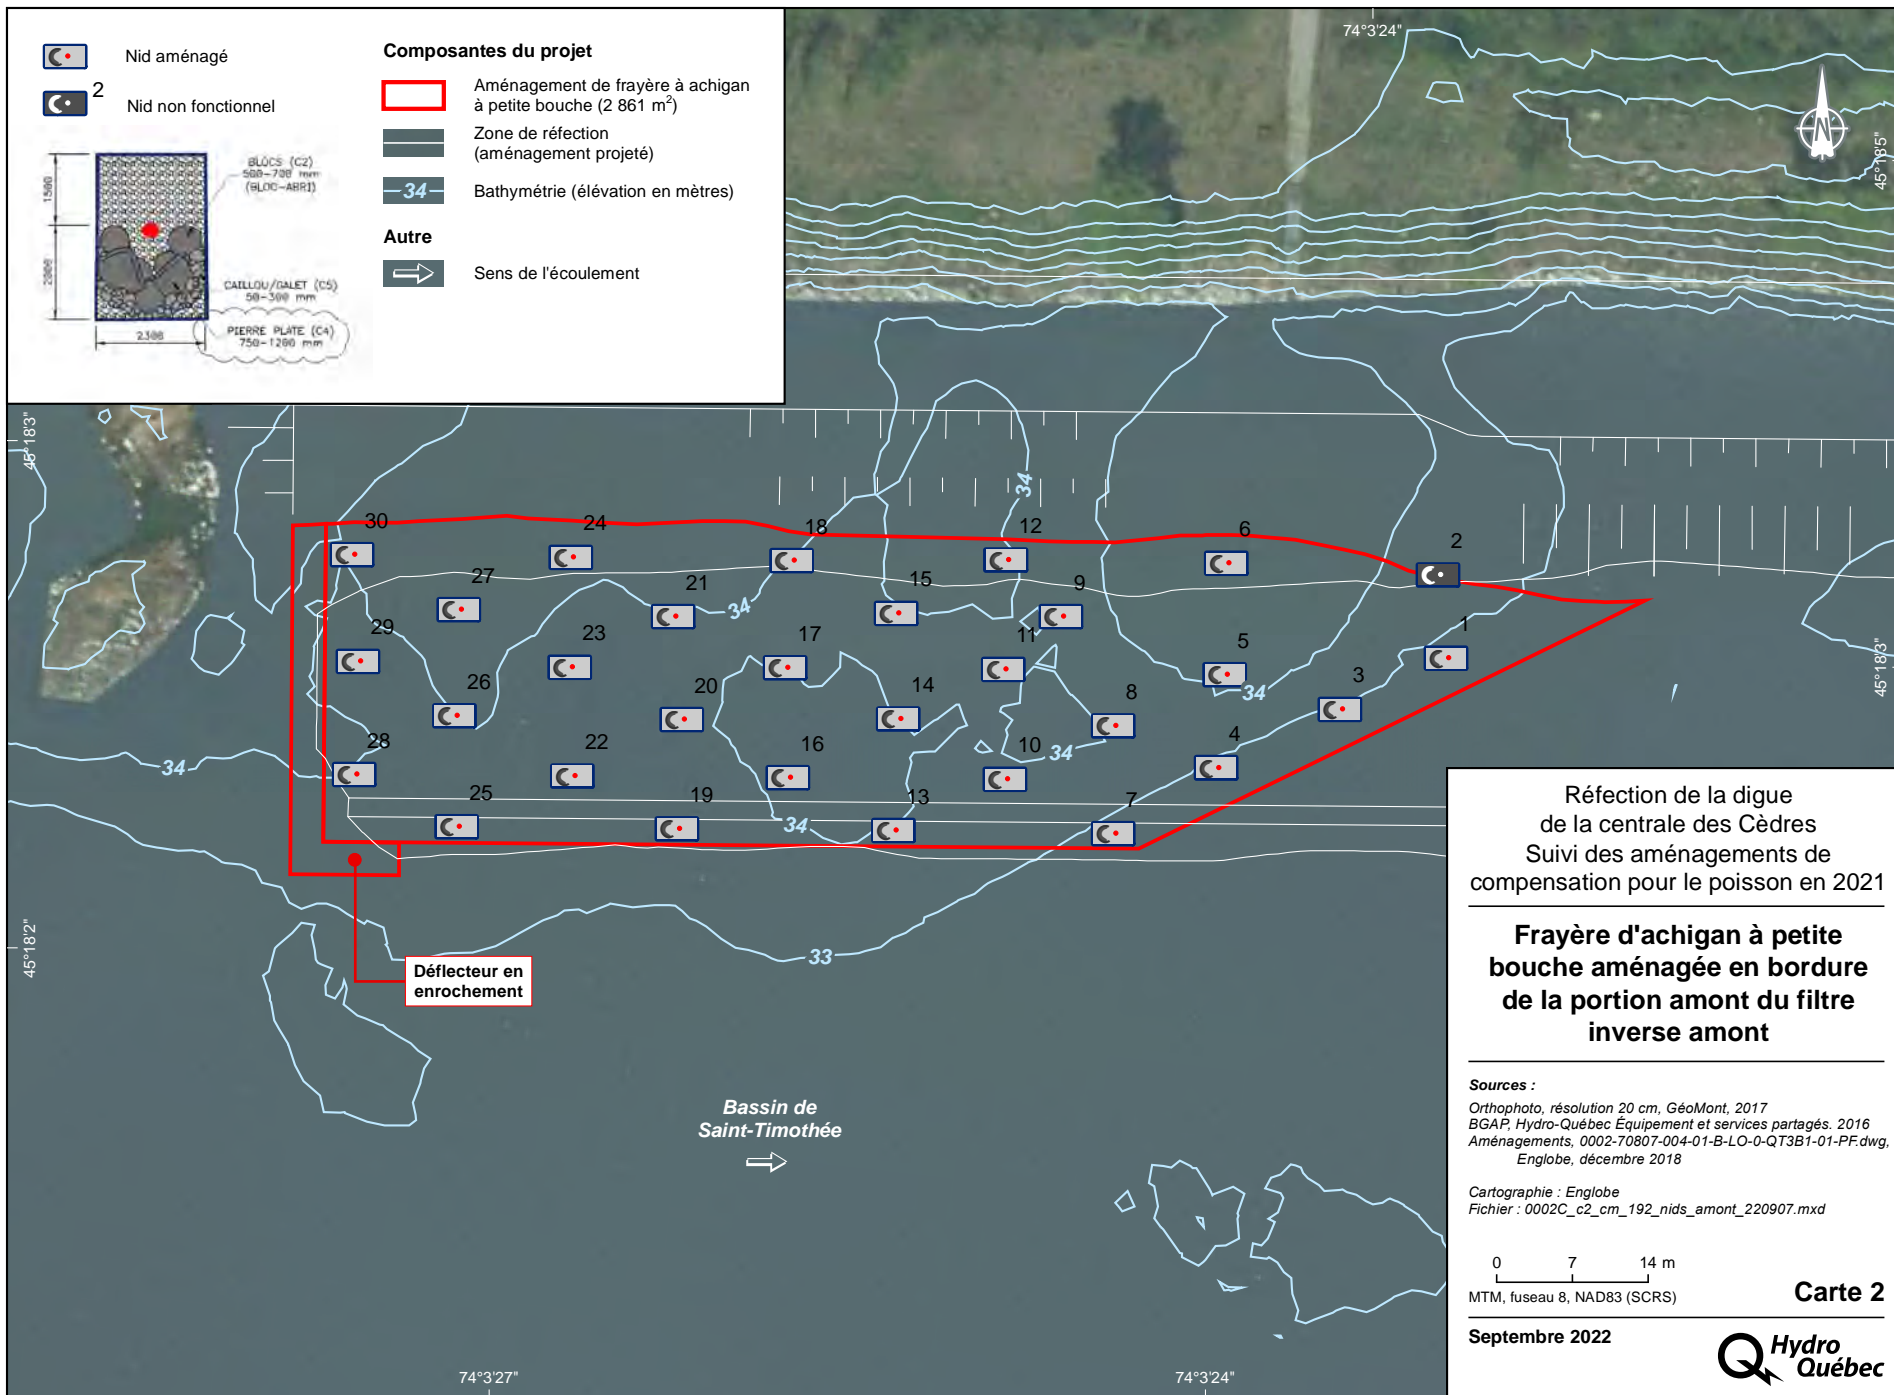 Nid aménagé
2
Nid non fonctionnel
BLOCS (C2)
500-700 mm
(BLOC-ABRI)
1500
2000
CAILLOU/GALET (C5)
50-300 mm
PIERRE PLATE (C4)
750-1200 mm
2300
Composantes du projet
Aménagement de frayère à achigan
à petite bouche (2 861 m²)
Zone de réfection
(aménagement projeté)
34
Bathymétrie (élévation en mètres)
Autre
Sens de l'écoulement
74°3'24"
N
45°18'5"
45°18'3"
34
30
24
18
12
6
2
27
21
15
9
1
34
29
23
17
11
5
3
34
26
20
14
8
4
34
28
22
16
10
34
25
19
13
7
34
33
45°18'3"
45°18'2"
Déflecteur en
enrochement
Bassin de
Saint-Timothée
74°3'27"
74°3'24"
Réfection de la digue
de la centrale des Cèdres
Suivi des aménagements de
compensation pour le poisson en 2021
Frayère d'achigan à petite
bouche aménagée en bordure
de la portion amont du filtre
inverse amont
Sources :
Orthophoto, résolution 20 cm, GéoMont, 2017
BGAP, Hydro-Québec Équipement et services partagés. 2016
Aménagements, 0002-70807-004-01-B-LO-0-QT3B1-01-PF.dwg,
Englobe, décembre 2018
Cartographie : Englobe
Fichier : 0002C_c2_cm_192_nids_amont_220907.mxd
0 7 14 m
MTM, fuseau 8, NAD83 (SCRS)
Carte 2
Septembre 2022
Hydro
Québec